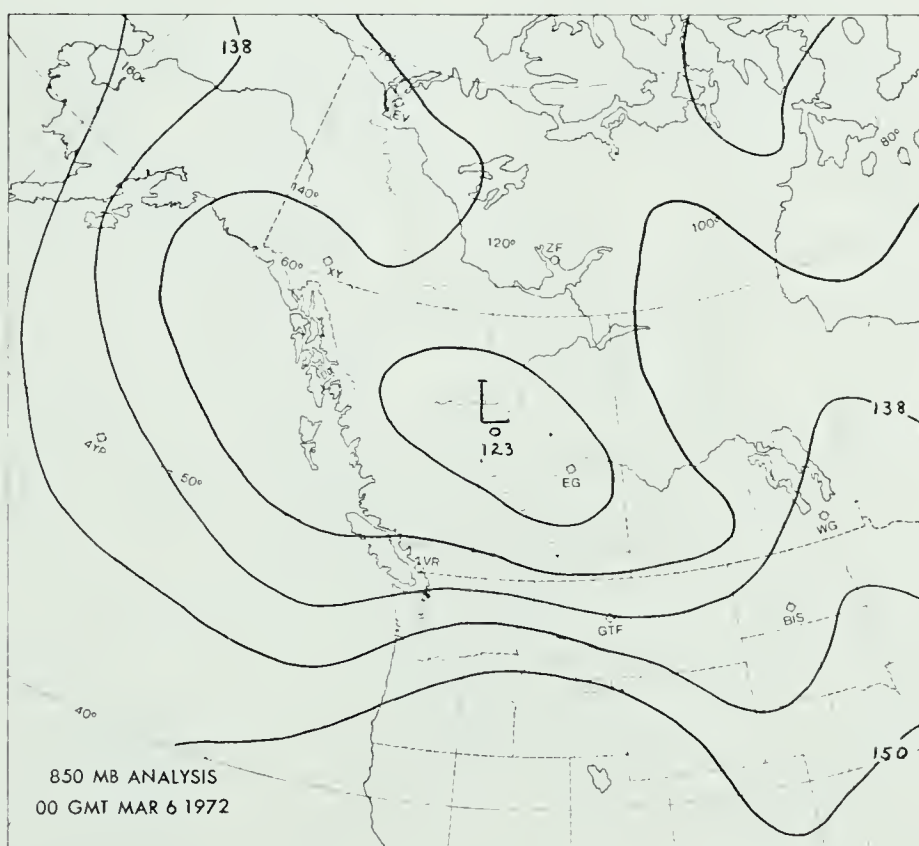 138
160°
EV
80°
140°
100°
120°
ZF
60°
XY
138
L
123
4YP
50°
EG
WG
VR
GTF
BIS
40°
150
850 MB ANALYSIS
00 GMT MAR 6 1972